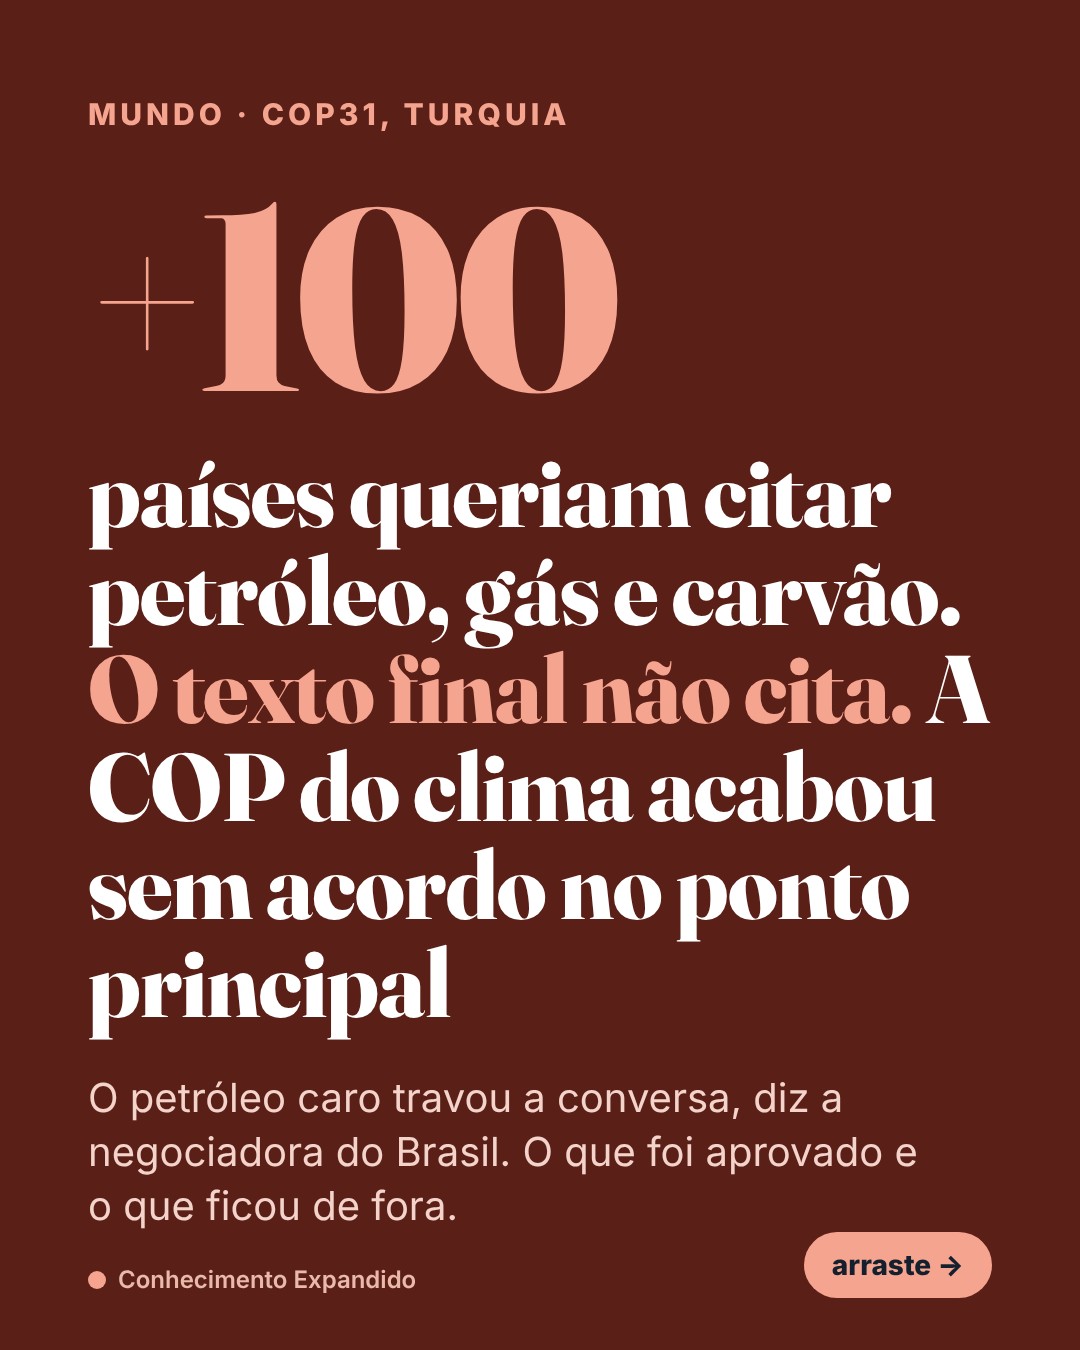 MUNDO · COP31, TURQUIA
+100
países queriam citar
petróleo, gás e carvão.
O texto final não cita. A
COP do clima acabou
sem acordo no ponto
principal
O petróleo caro travou a conversa, diz a
negociadora do Brasil. O que foi aprovado e
o que ficou de fora.
Conhecimento Expandido
arraste →